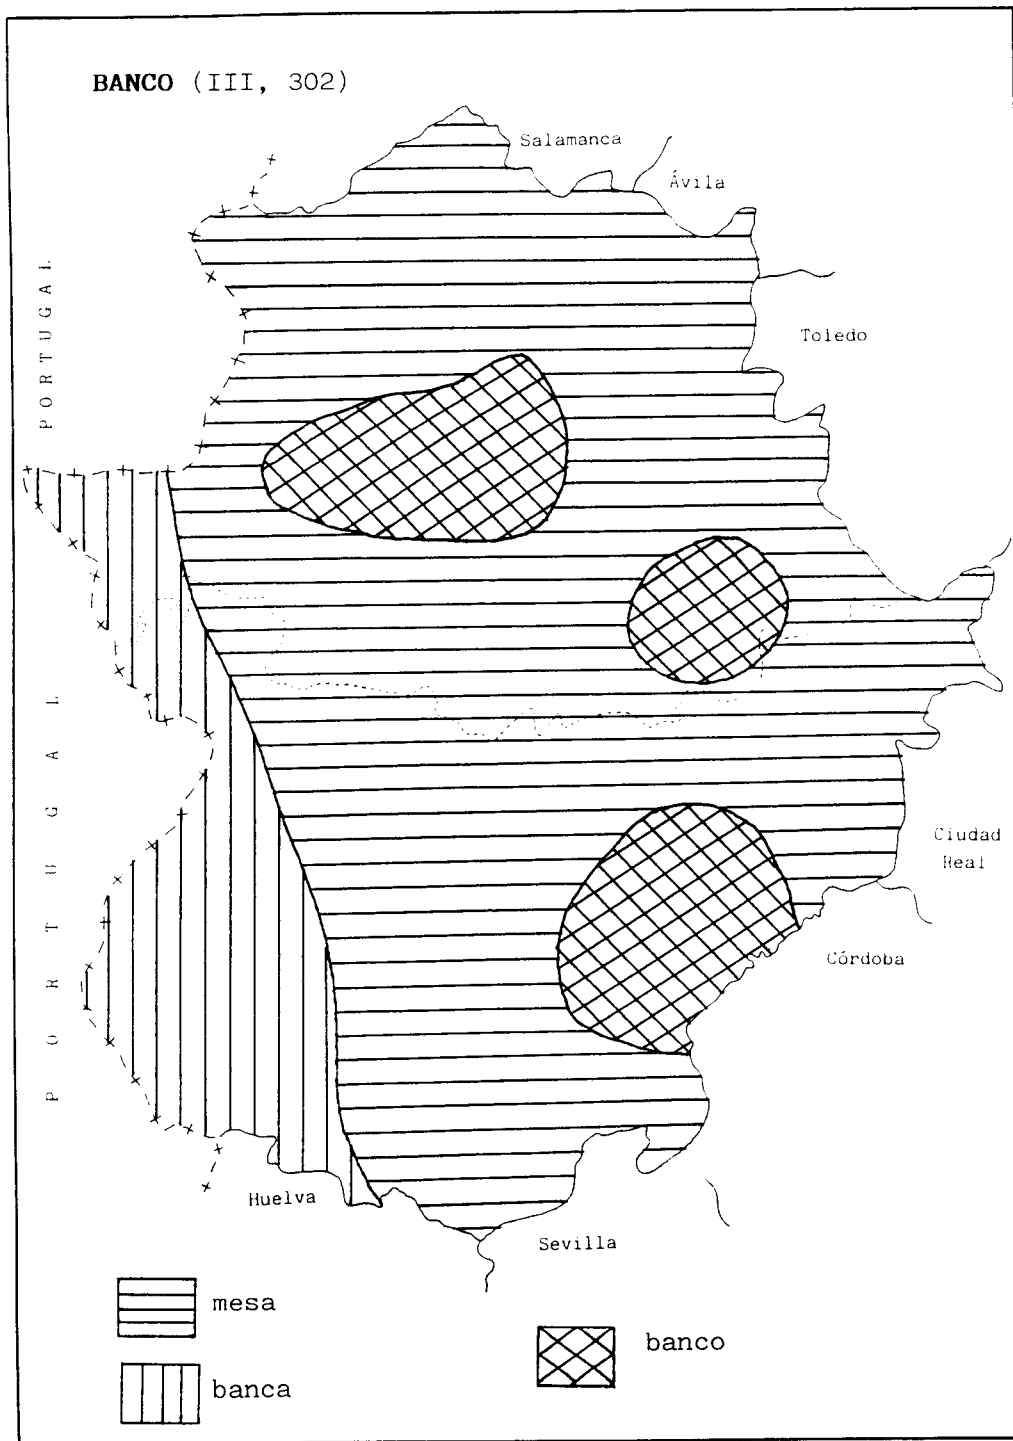 BANCO (III, 302)
Salamanca
Ávila
PORTUGAL
Toledo
PORTUGAL
Ciudad
Real
Córdoba
Huelva
Sevilla
mesa
banco
banca